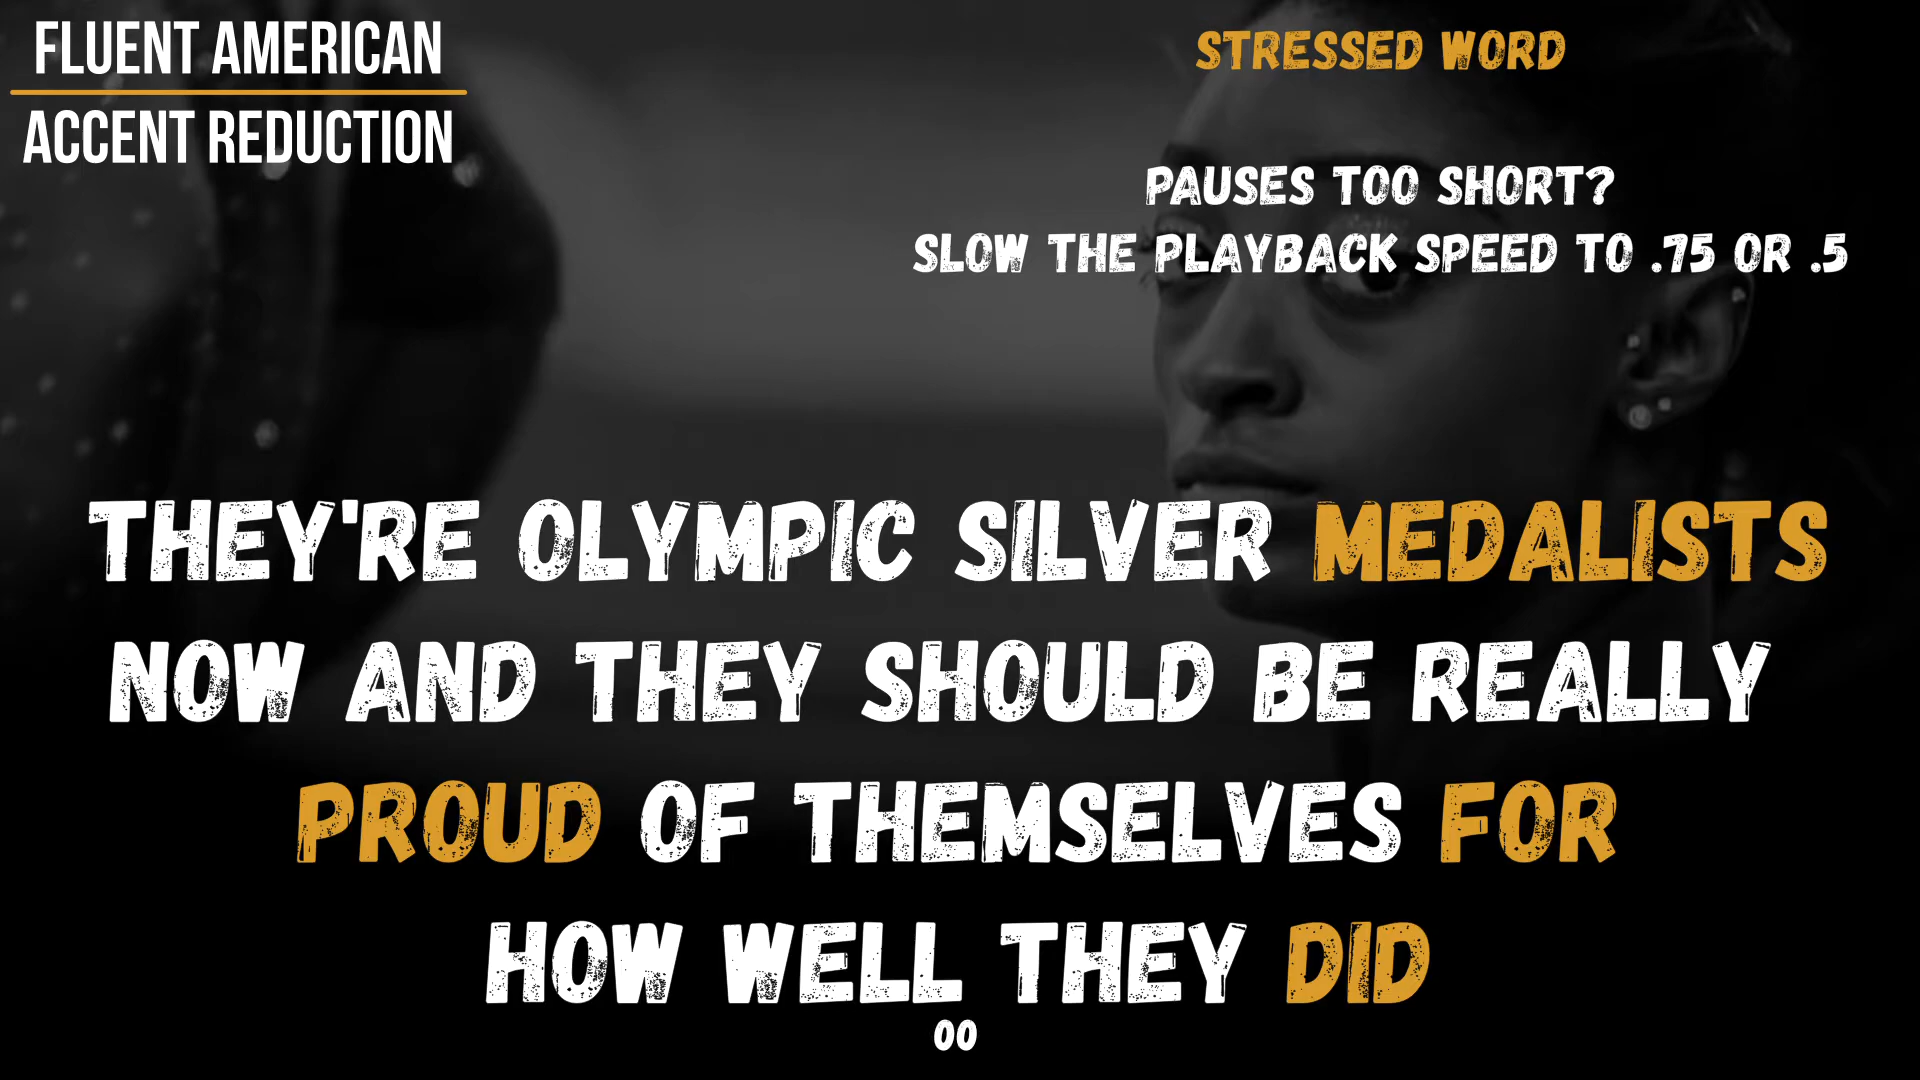 FLUENT AMERICAN
ACCENT REDUCTION
STRESSED WORD
PAUSES TOO SHORT?
SLOW THE PLAYBACK SPEED TO .75 OR .5
THEY'RE OLYMPIC SILVER MEDALISTS
NOW AND THEY SHOULD BE REALLY
PROUD OF THEMSELVES FOR
HOW WELL THEY DID
00